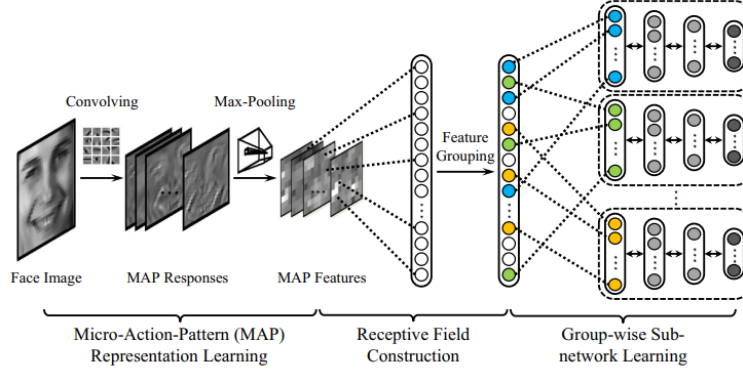 Convolving
Max-Pooling
Feature
Grouping
Face Image
MAP Responses
MAP Features
Micro-Action-Pattern (MAP)
Representation Learning
Receptive Field
Construction
Group-wise Sub-
network Learning